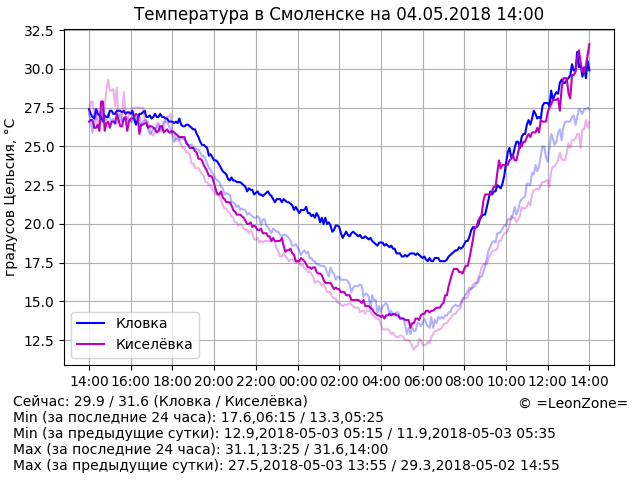 Температура в Смоленске на 04.05.2018 14:00
градусов Цельсия, °C
32.5
30.0
27.5
25.0
22.5
20.0
17.5
15.0
12.5
Кловка
Киселёвка
14:00 16:00 18:00 20:00 22:00 00:00 02:00 04:00 06:00 08:00 10:00 12:00 14:00
Сейчас: 29.9 / 31.6 (Кловка / Киселёвка)
© =LeonZone=
Min (за последние 24 часа): 17.6,06:15 / 13.3,05:25
Min (за предыдущие сутки): 12.9,2018-05-03 05:15 / 11.9,2018-05-03 05:35
Max (за последние 24 часа): 31.1,13:25 / 31.6,14:00
Max (за предыдущие сутки): 27.5,2018-05-03 13:55 / 29.3,2018-05-02 14:55